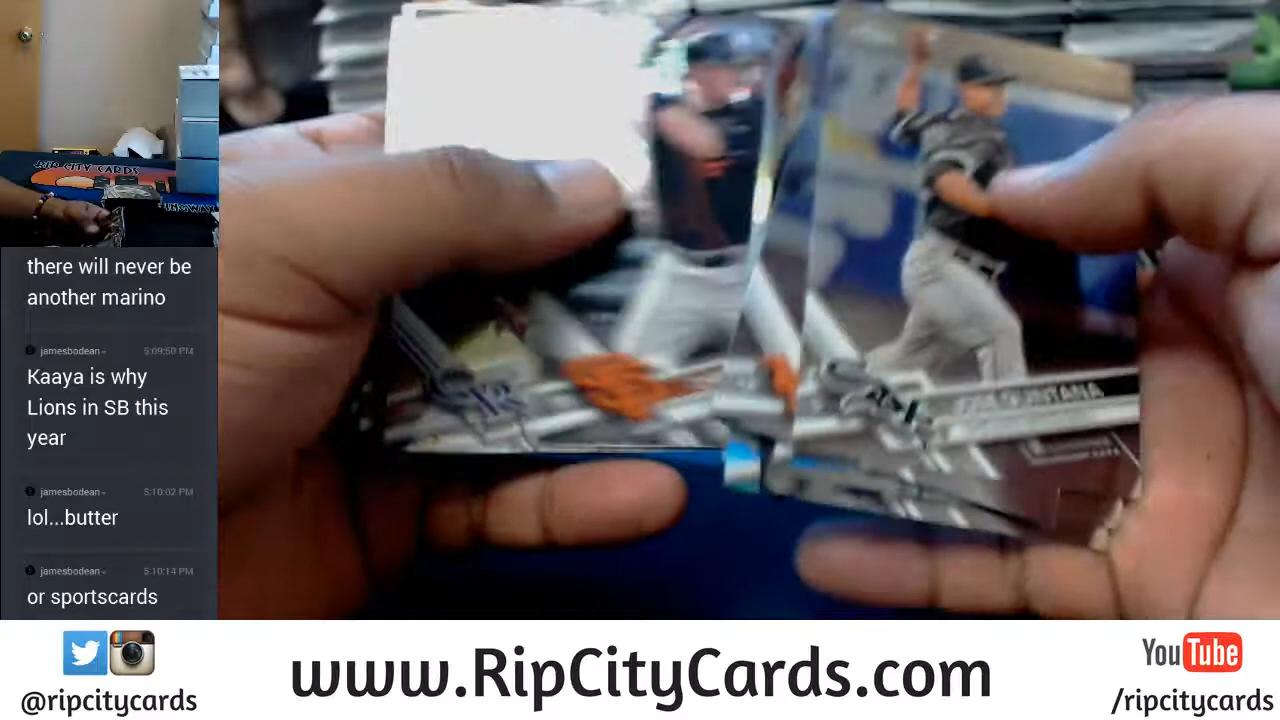 RIP CITY CARDS
there will never be
another marino
jamesbodean
5:09:50 PM
Kaaya is why
Lions in SB this
year
jamesbodean
5:10:02 PM
lol...butter
jamesbodean
5:10:14 PM
or sportscards
QUINTANA
@ripcitycards
www.RipCityCards.com
YouTube
/ripcitycards